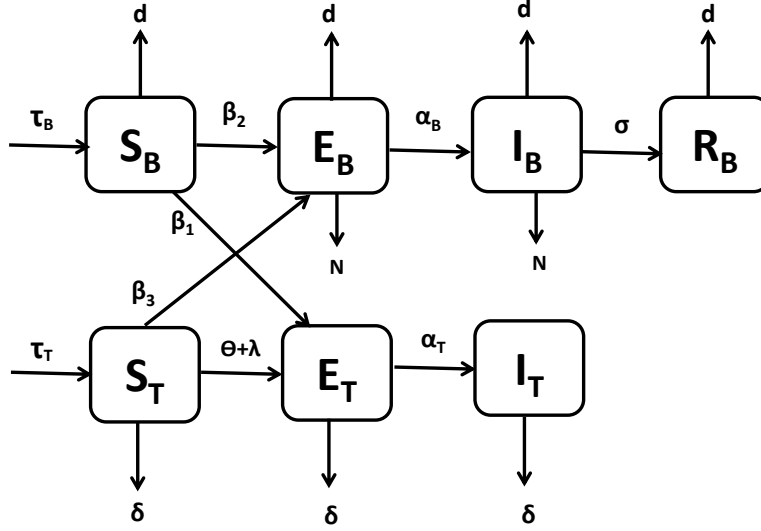 d d d d
τB β2 αB σ
SB EB IB RB
β1
N N
β3
τT Ɵ+λ αT
ST ET IT
δ δ δ